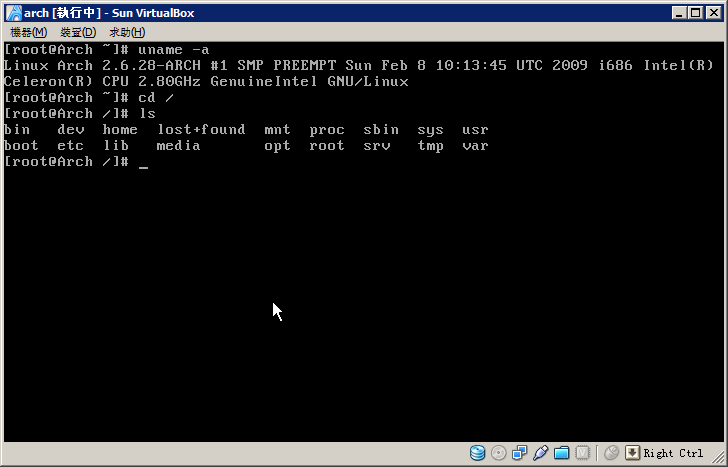 arch [執行中] - Sun VirtualBox
機器(M) 裝置(D) 求助(H)
[root@Arch ~]# uname -a
Linux Arch 2.6.28-ARCH #1 SMP PREEMPT Sun Feb 8 10:13:45 UTC 2009 i686 Intel(R)
Celeron(R) CPU 2.80GHz GenuineIntel GNU/Linux
[root@Arch ~]# cd /
[root@Arch /]# ls
bin dev home lost+found mnt proc sbin sys usr
boot etc lib media opt root srv tmp var
[root@Arch /]# _
Right Ctrl